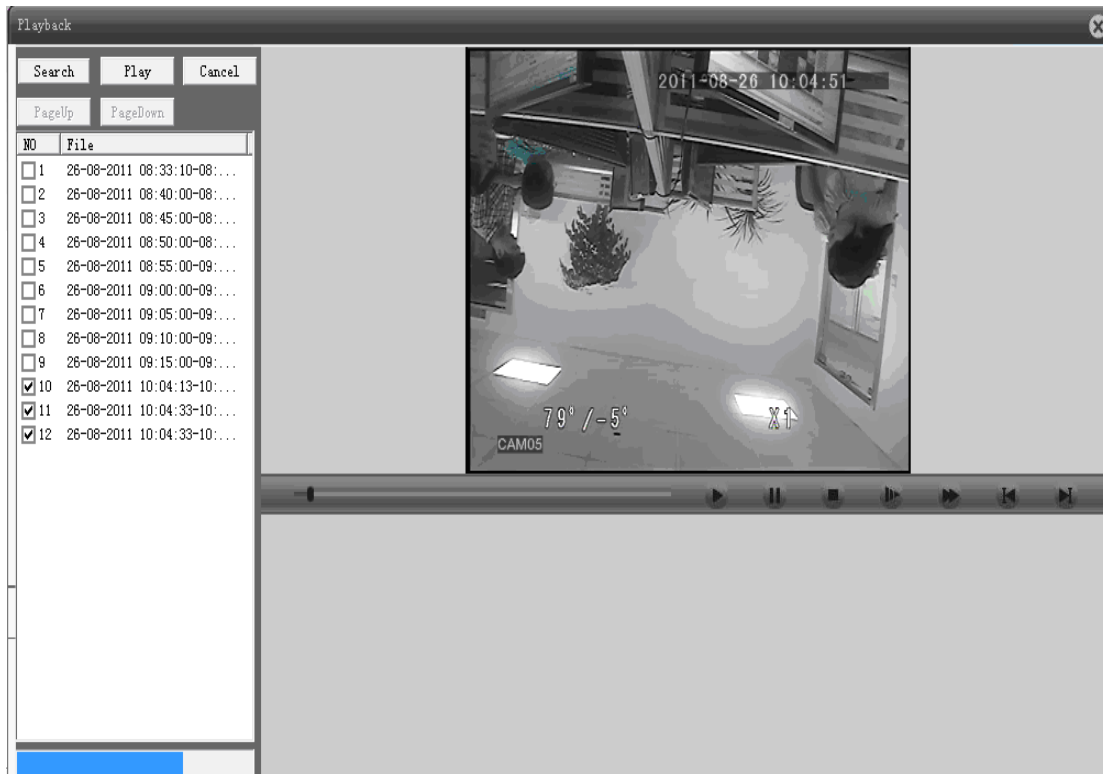 Playback
Search Play Cancel
PageUp PageDown
NO File
1 26-08-2011 08:33:10-08:...
2 26-08-2011 08:40:00-08:...
3 26-08-2011 08:45:00-08:...
4 26-08-2011 08:50:00-08:...
5 26-08-2011 08:55:00-09:...
6 26-08-2011 09:00:00-09:...
7 26-08-2011 09:05:00-09:...
8 26-08-2011 09:10:00-09:...
9 26-08-2011 09:15:00-09:...
10 26-08-2011 10:04:13-10:...
11 26-08-2011 10:04:33-10:...
12 26-08-2011 10:04:33-10:...
2011-08-26 10:04:51
79°/-5° X1
CAM05